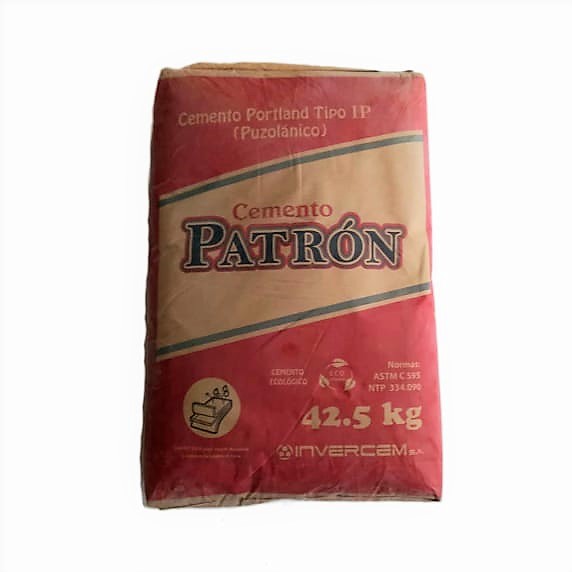 Cemento Portland Tipo IP
(Puzolánico)
Cemento
PATRÓN
CEMENTO
ECOLÓGICO
ECO
Normas:
ASTM C 595
NTP 334.090
42.5 kg
INVERCEM S.A.